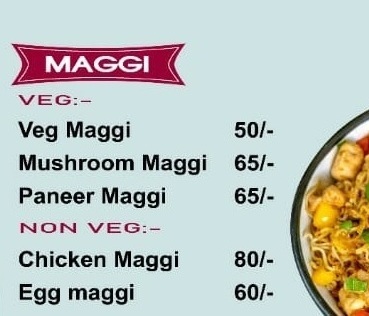 MAGGI
VEG:-
Veg Maggi 50/-
Mushroom Maggi 65/-
Paneer Maggi 65/-
NON VEG:-
Chicken Maggi 80/-
Egg maggi 60/-